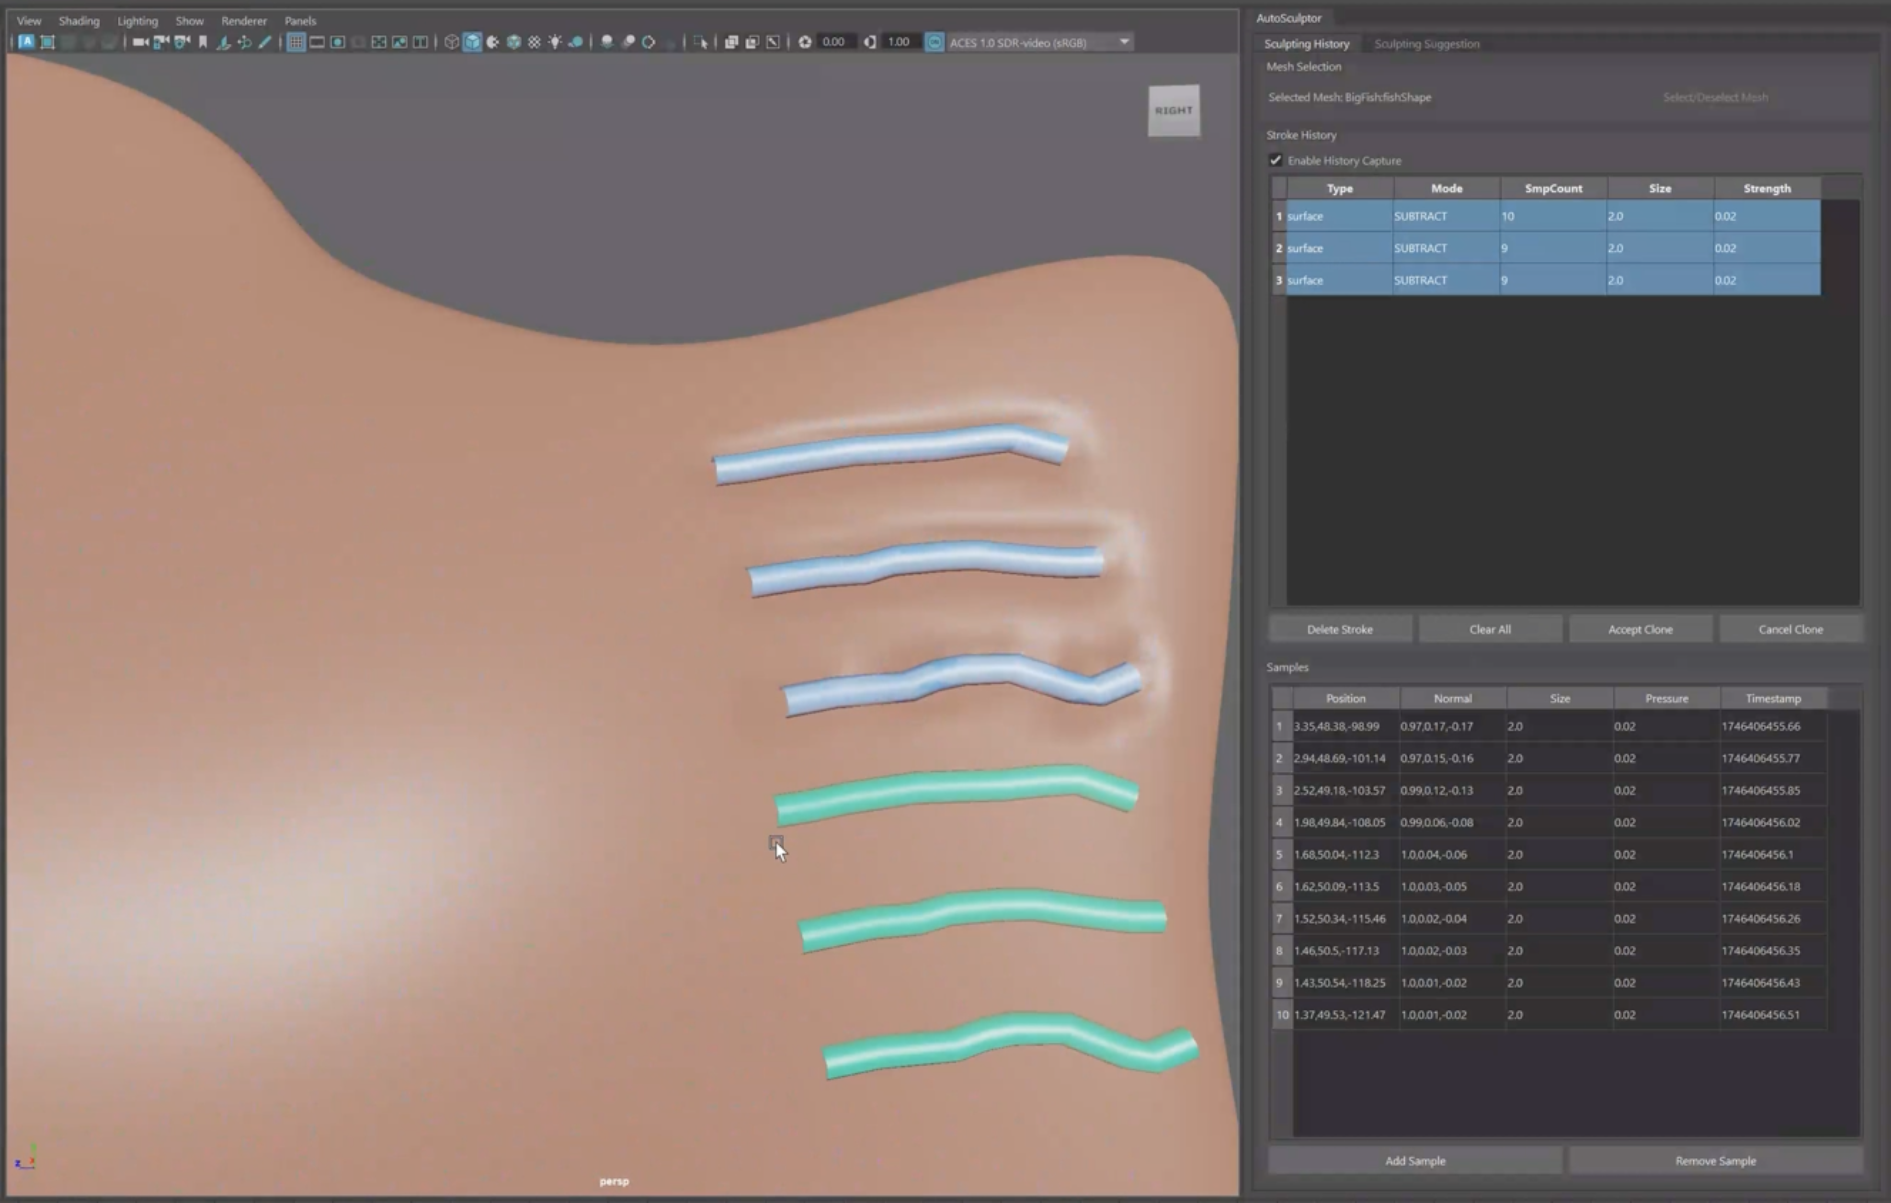 View Shading Lighting Show Renderer Panels
0.00 1.00 ACES 1.0 SDR-video (sRGB)
RIGHT
persp
AutoSculptor
Sculpting History Sculpting Suggestion
Mesh Selection
Selected Mesh: BigFish:fishShape Select/Deselect Mesh
Stroke History
Enable History Capture
Type Mode SmpCount Size Strength
1 surface SUBTRACT 10 2.0 0.02
2 surface SUBTRACT 9 2.0 0.02
3 surface SUBTRACT 9 2.0 0.02
Delete Stroke Clear All Accept Clone Cancel Clone
Samples
Position Normal Size Pressure Timestamp
1 3.35,48.38,-98.99 0.97,0.17,-0.17 2.0 0.02 1746406455.66
2 2.94,48.69,-101.14 0.97,0.15,-0.16 2.0 0.02 1746406455.77
3 2.52,49.18,-103.57 0.99,0.12,-0.13 2.0 0.02 1746406455.85
4 1.98,49.84,-108.05 0.99,0.06,-0.08 2.0 0.02 1746406456.02
5 1.68,50.04,-112.3 1.0,0.04,-0.06 2.0 0.02 1746406456.1
6 1.62,50.09,-113.5 1.0,0.03,-0.05 2.0 0.02 1746406456.18
7 1.52,50.34,-115.46 1.0,0.02,-0.04 2.0 0.02 1746406456.26
8 1.46,50.5,-117.13 1.0,0.02,-0.03 2.0 0.02 1746406456.35
9 1.43,50.54,-118.25 1.0,0.01,-0.02 2.0 0.02 1746406456.43
10 1.37,49.53,-121.47 1.0,0.01,-0.02 2.0 0.02 1746406456.51
Add Sample Remove Sample